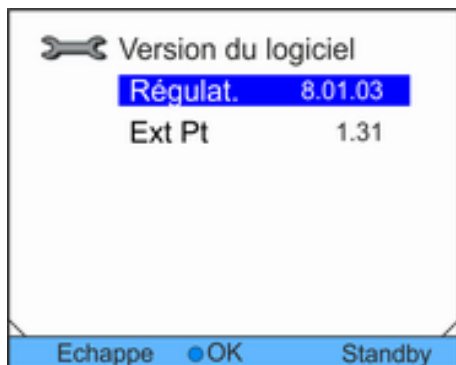 Version du logiciel
Régulat. 8.01.03
Ext Pt 1.31
Echappe OK Standby